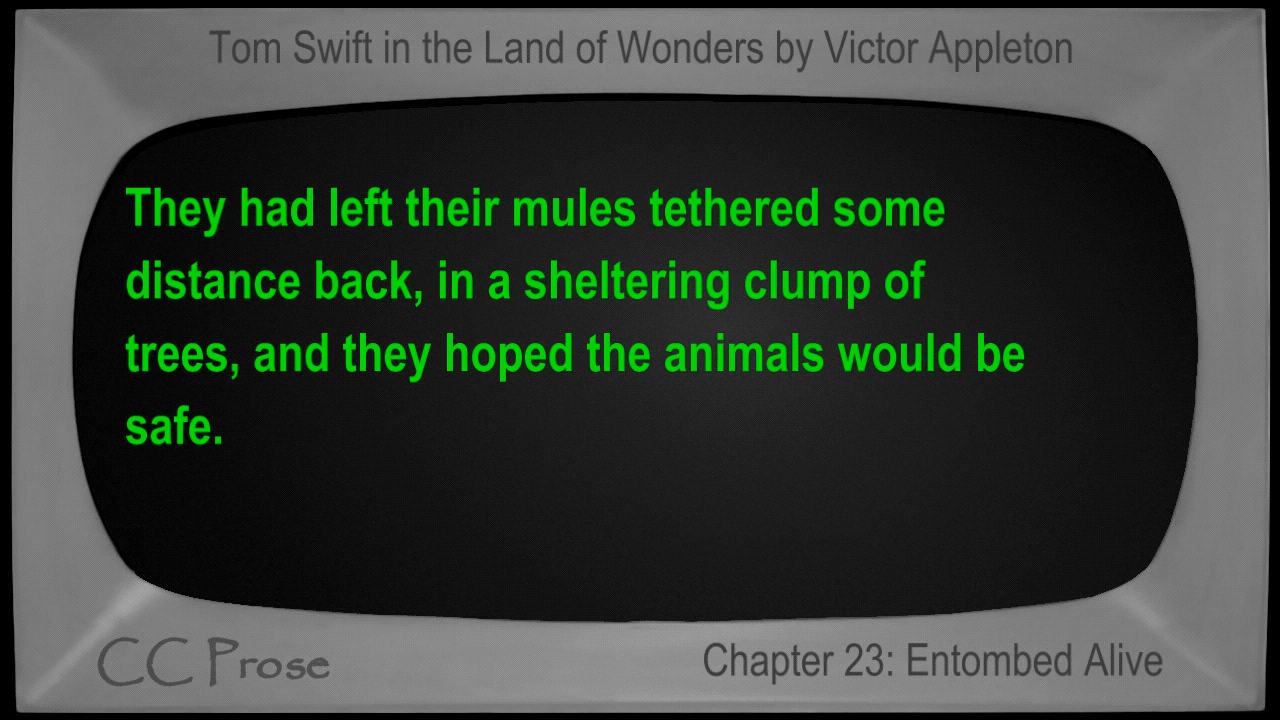 Tom Swift in the Land of Wonders by Victor Appleton
They had left their mules tethered some
distance back, in a sheltering clump of
trees, and they hoped the animals would be
safe.
CC Prose
Chapter 23: Entombed Alive